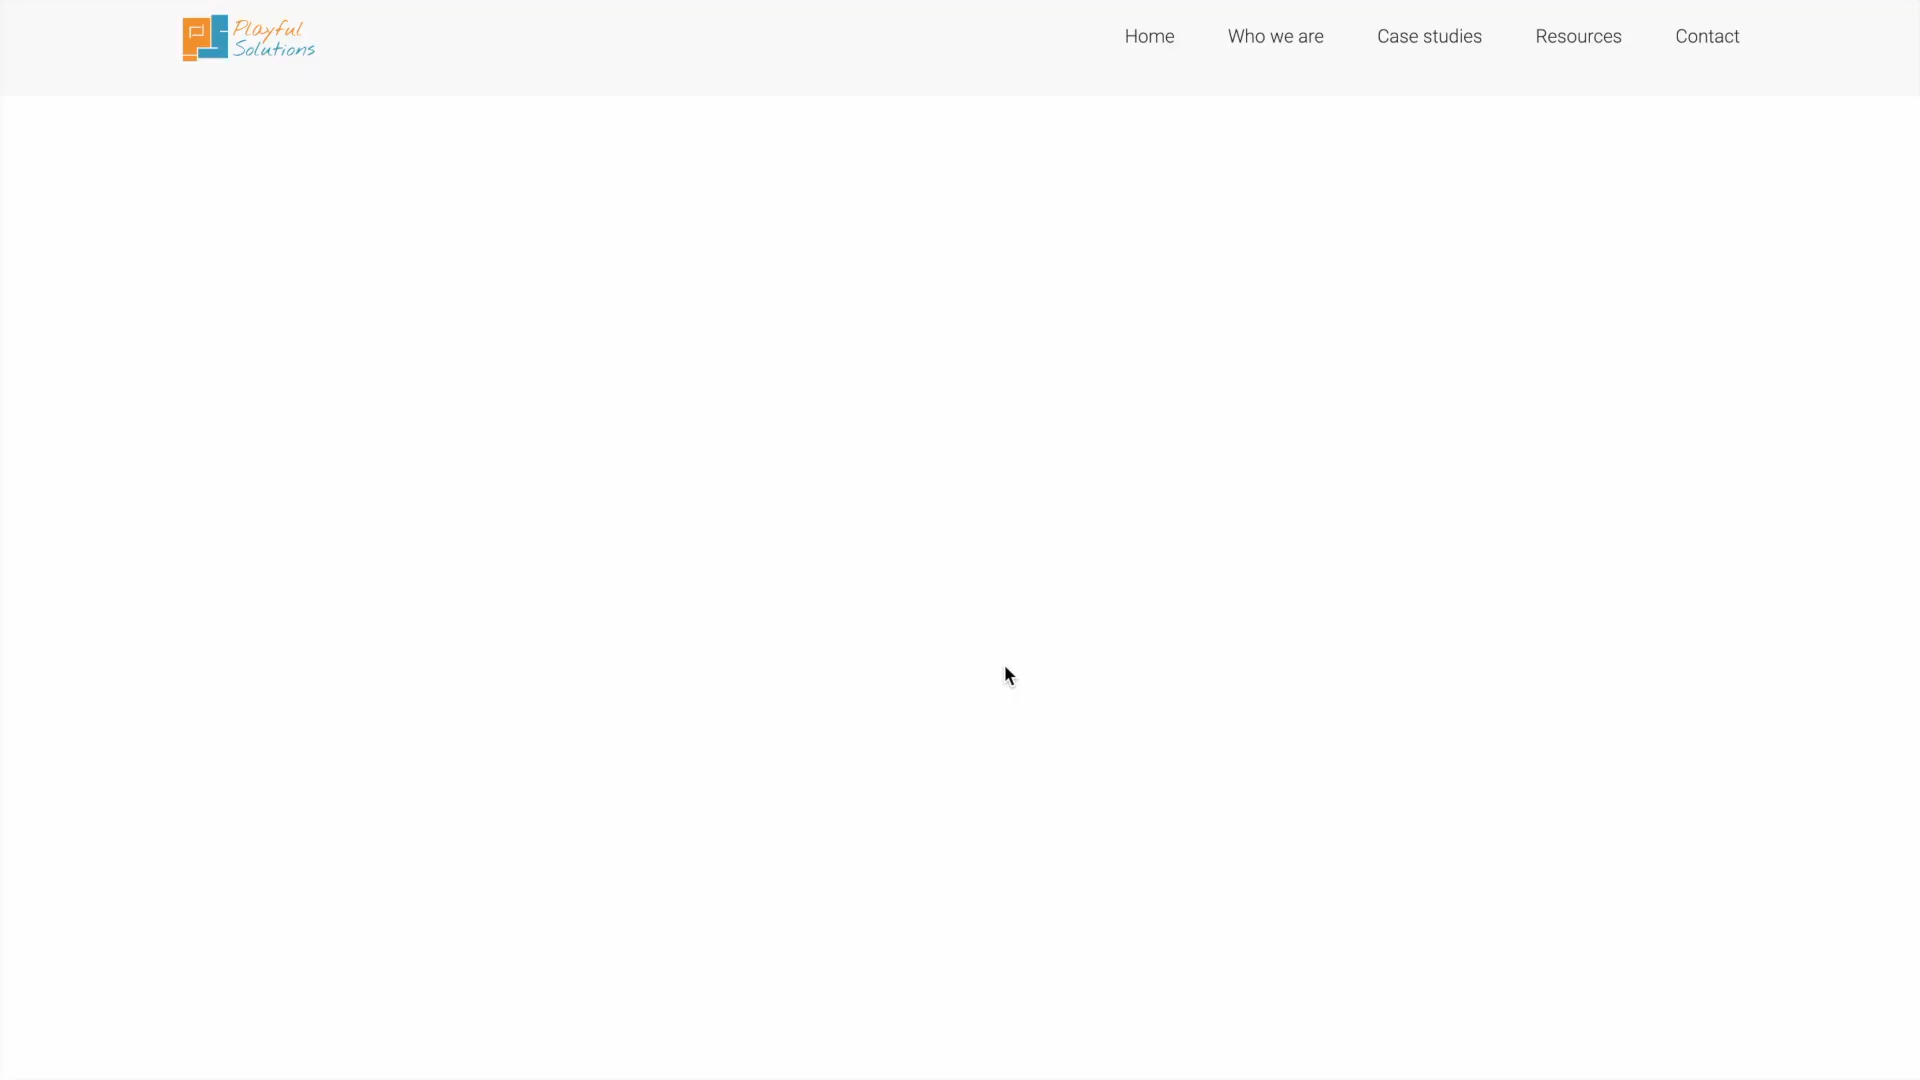 Playful
Solutions
Home
Who we are
Case studies
Resources
Contact